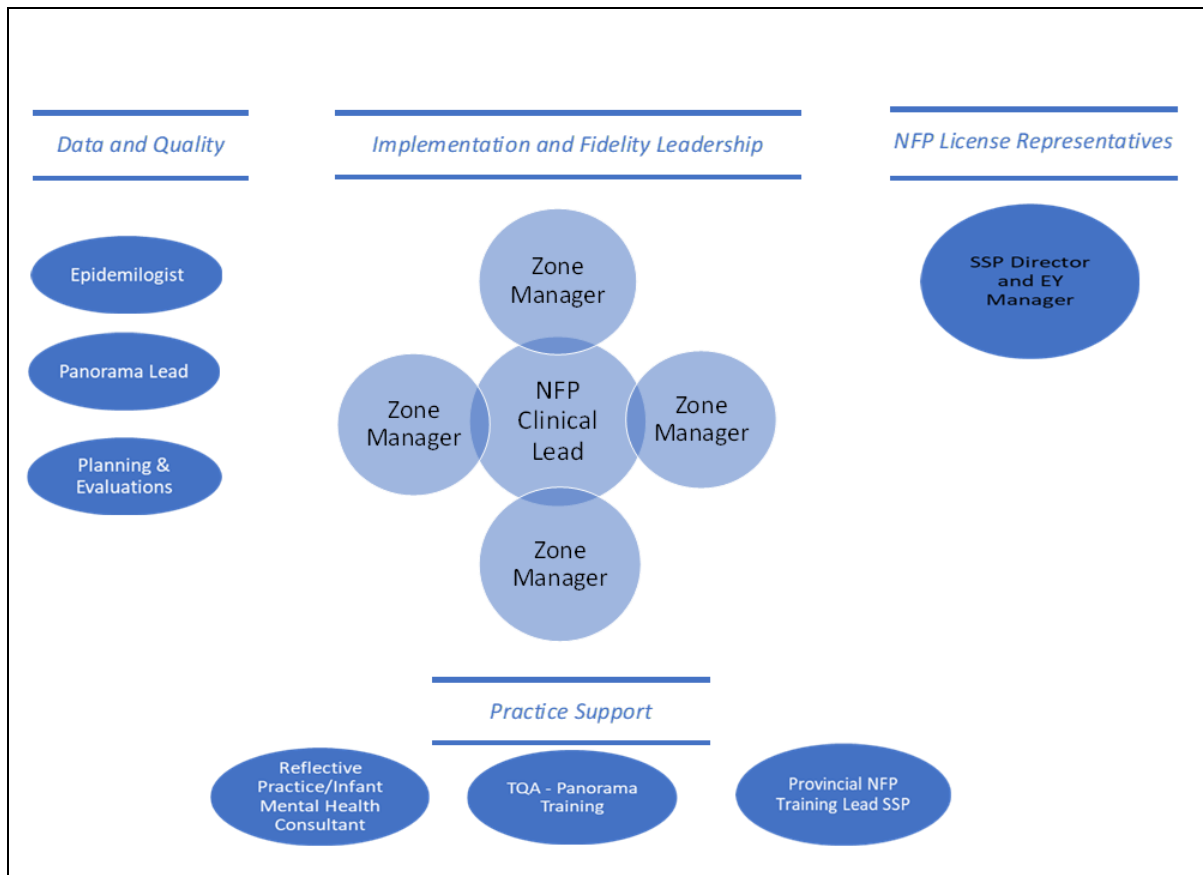 Data and Quality
Epidemilogist
Panorama Lead
Planning &
Evaluations
Implementation and Fidelity Leadership
Zone
Manager
Zone
Manager
NFP
Clinical
Lead
Zone
Manager
Zone
Manager
NFP License Representatives
SSP Director
and EY
Manager
Practice Support
Reflective
Practice/Infant
Mental Health
Consultant
TQA - Panorama
Training
Provincial NFP
Training Lead SSP